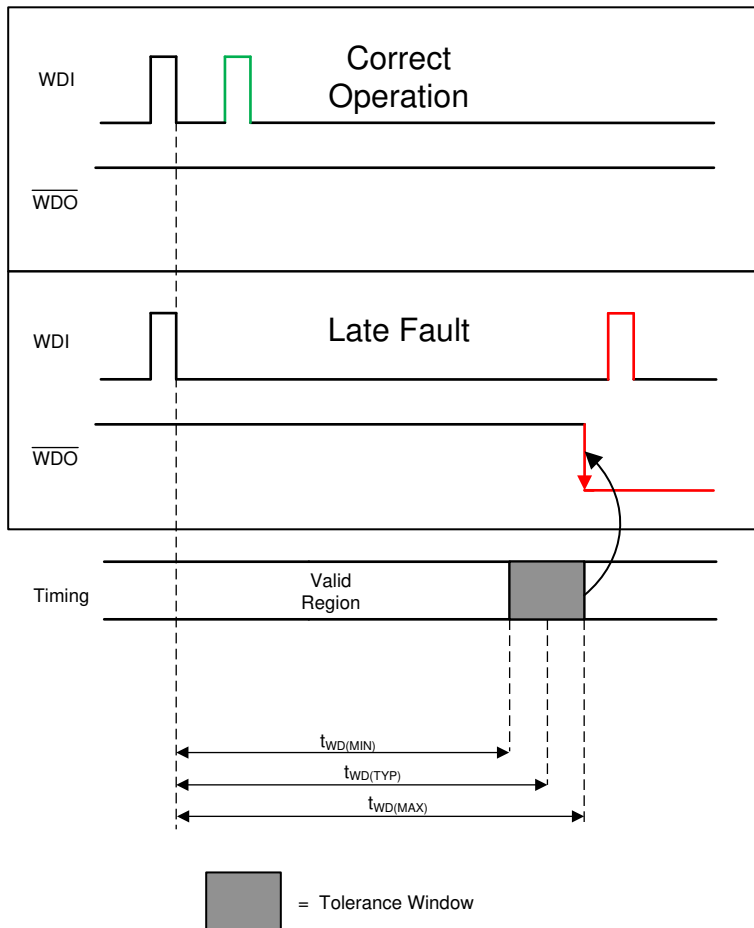 WDI
Correct
Operation
WDO
WDI
Late Fault
WDO
Timing
Valid
Region
tWD(MIN)
tWD(TYP)
tWD(MAX)
= Tolerance Window